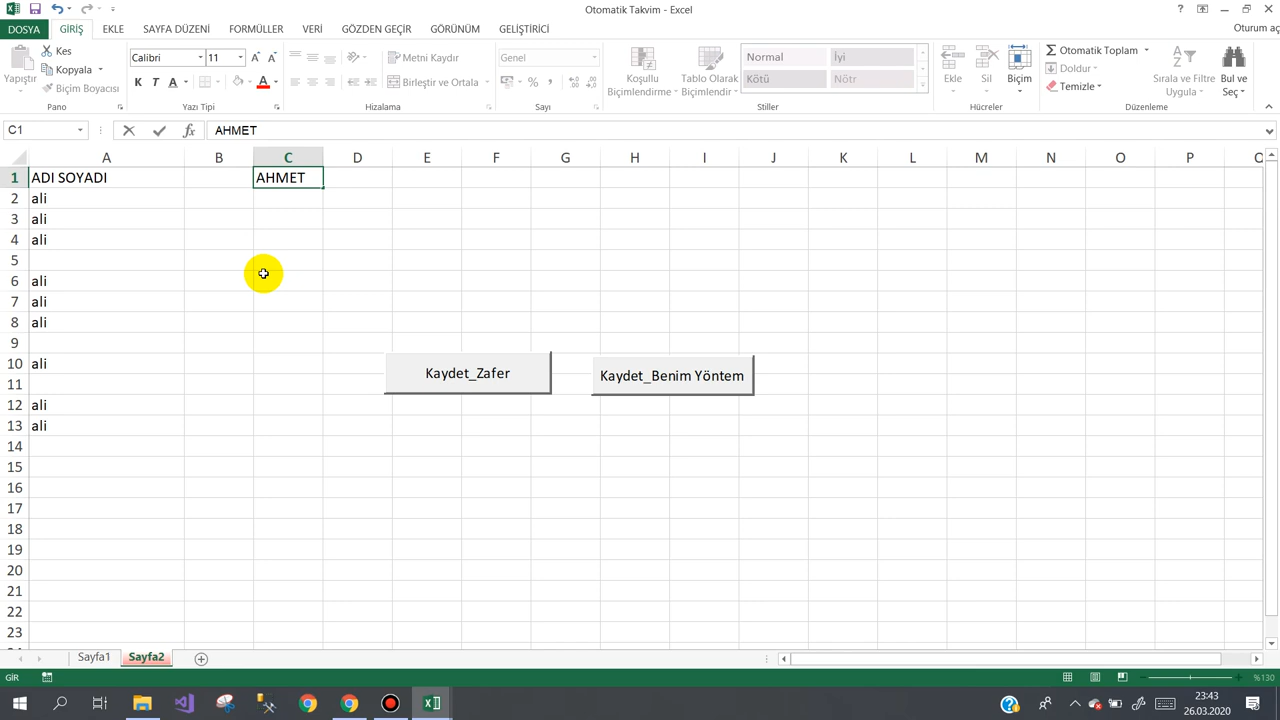 Otomatik Takvim - Excel
Oturum aç
DOSYA GİRİŞ EKLE SAYFA DÜZENİ FORMÜLLER VERİ GÖZDEN GEÇİR GÖRÜNÜM GELİŞTİRİCİ
Yapıştır
Kes
Kopyala
Biçim Boyacısı
Calibri 11
K T A
Metni Kaydır
Birleştir ve Ortala
Genel
Koşullu Biçimlendirme
Tablo Olarak Biçimlendir
Normal İyi
Kötü Nötr
Ekle Sil Biçim
Otomatik Toplam
Doldur
Temizle
Sırala ve Filtre Uygula
Bul ve Seç
Pano Yazı Tipi Hizalama Sayı Stiller Hücreler Düzenleme
C1 fx AHMET
A B C D E F G H I J K L M N O P
1 ADI SOYADI AHMET
2 ali
3 ali
4 ali
5
6 ali
7 ali
8 ali
9
10 ali
Kaydet_Zafer Kaydet_Benim Yöntem
11
12 ali
13 ali
14
15
16
17
18
19
20
21
22
23
Sayfa1 Sayfa2
GİR %130
23:43
26.03.2020